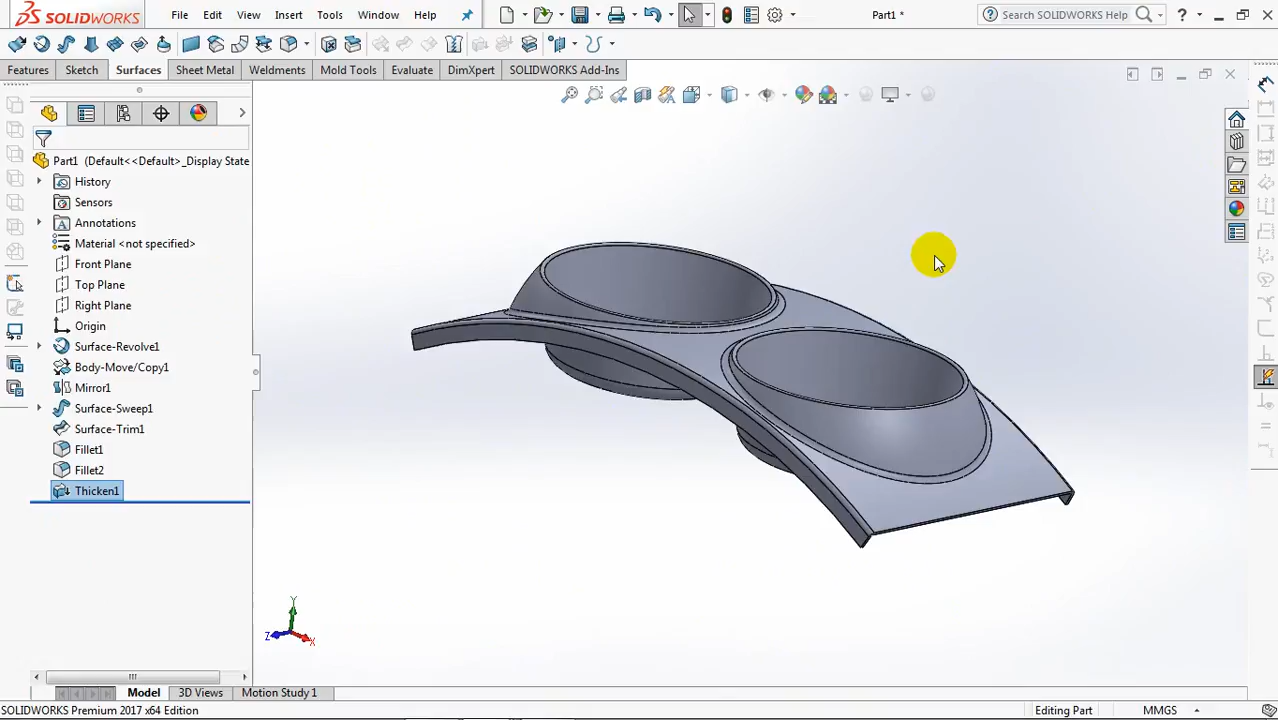 SOLIDWORKS File Edit View Insert Tools Window Help Part1 * Search SOLIDWORKS Help
Features Sketch Surfaces Sheet Metal Weldments Mold Tools Evaluate DimXpert SOLIDWORKS Add-Ins
Part1 (Default<<Default>_Display State
History
Sensors
Annotations
Material <not specified>
Front Plane
Top Plane
Right Plane
Origin
Surface-Revolve1
Body-Move/Copy1
Mirror1
Surface-Sweep1
Surface-Trim1
Fillet1
Fillet2
Thicken1
Y
Z
X
Model 3D Views Motion Study 1
SOLIDWORKS Premium 2017 x64 Edition Editing Part MMGS